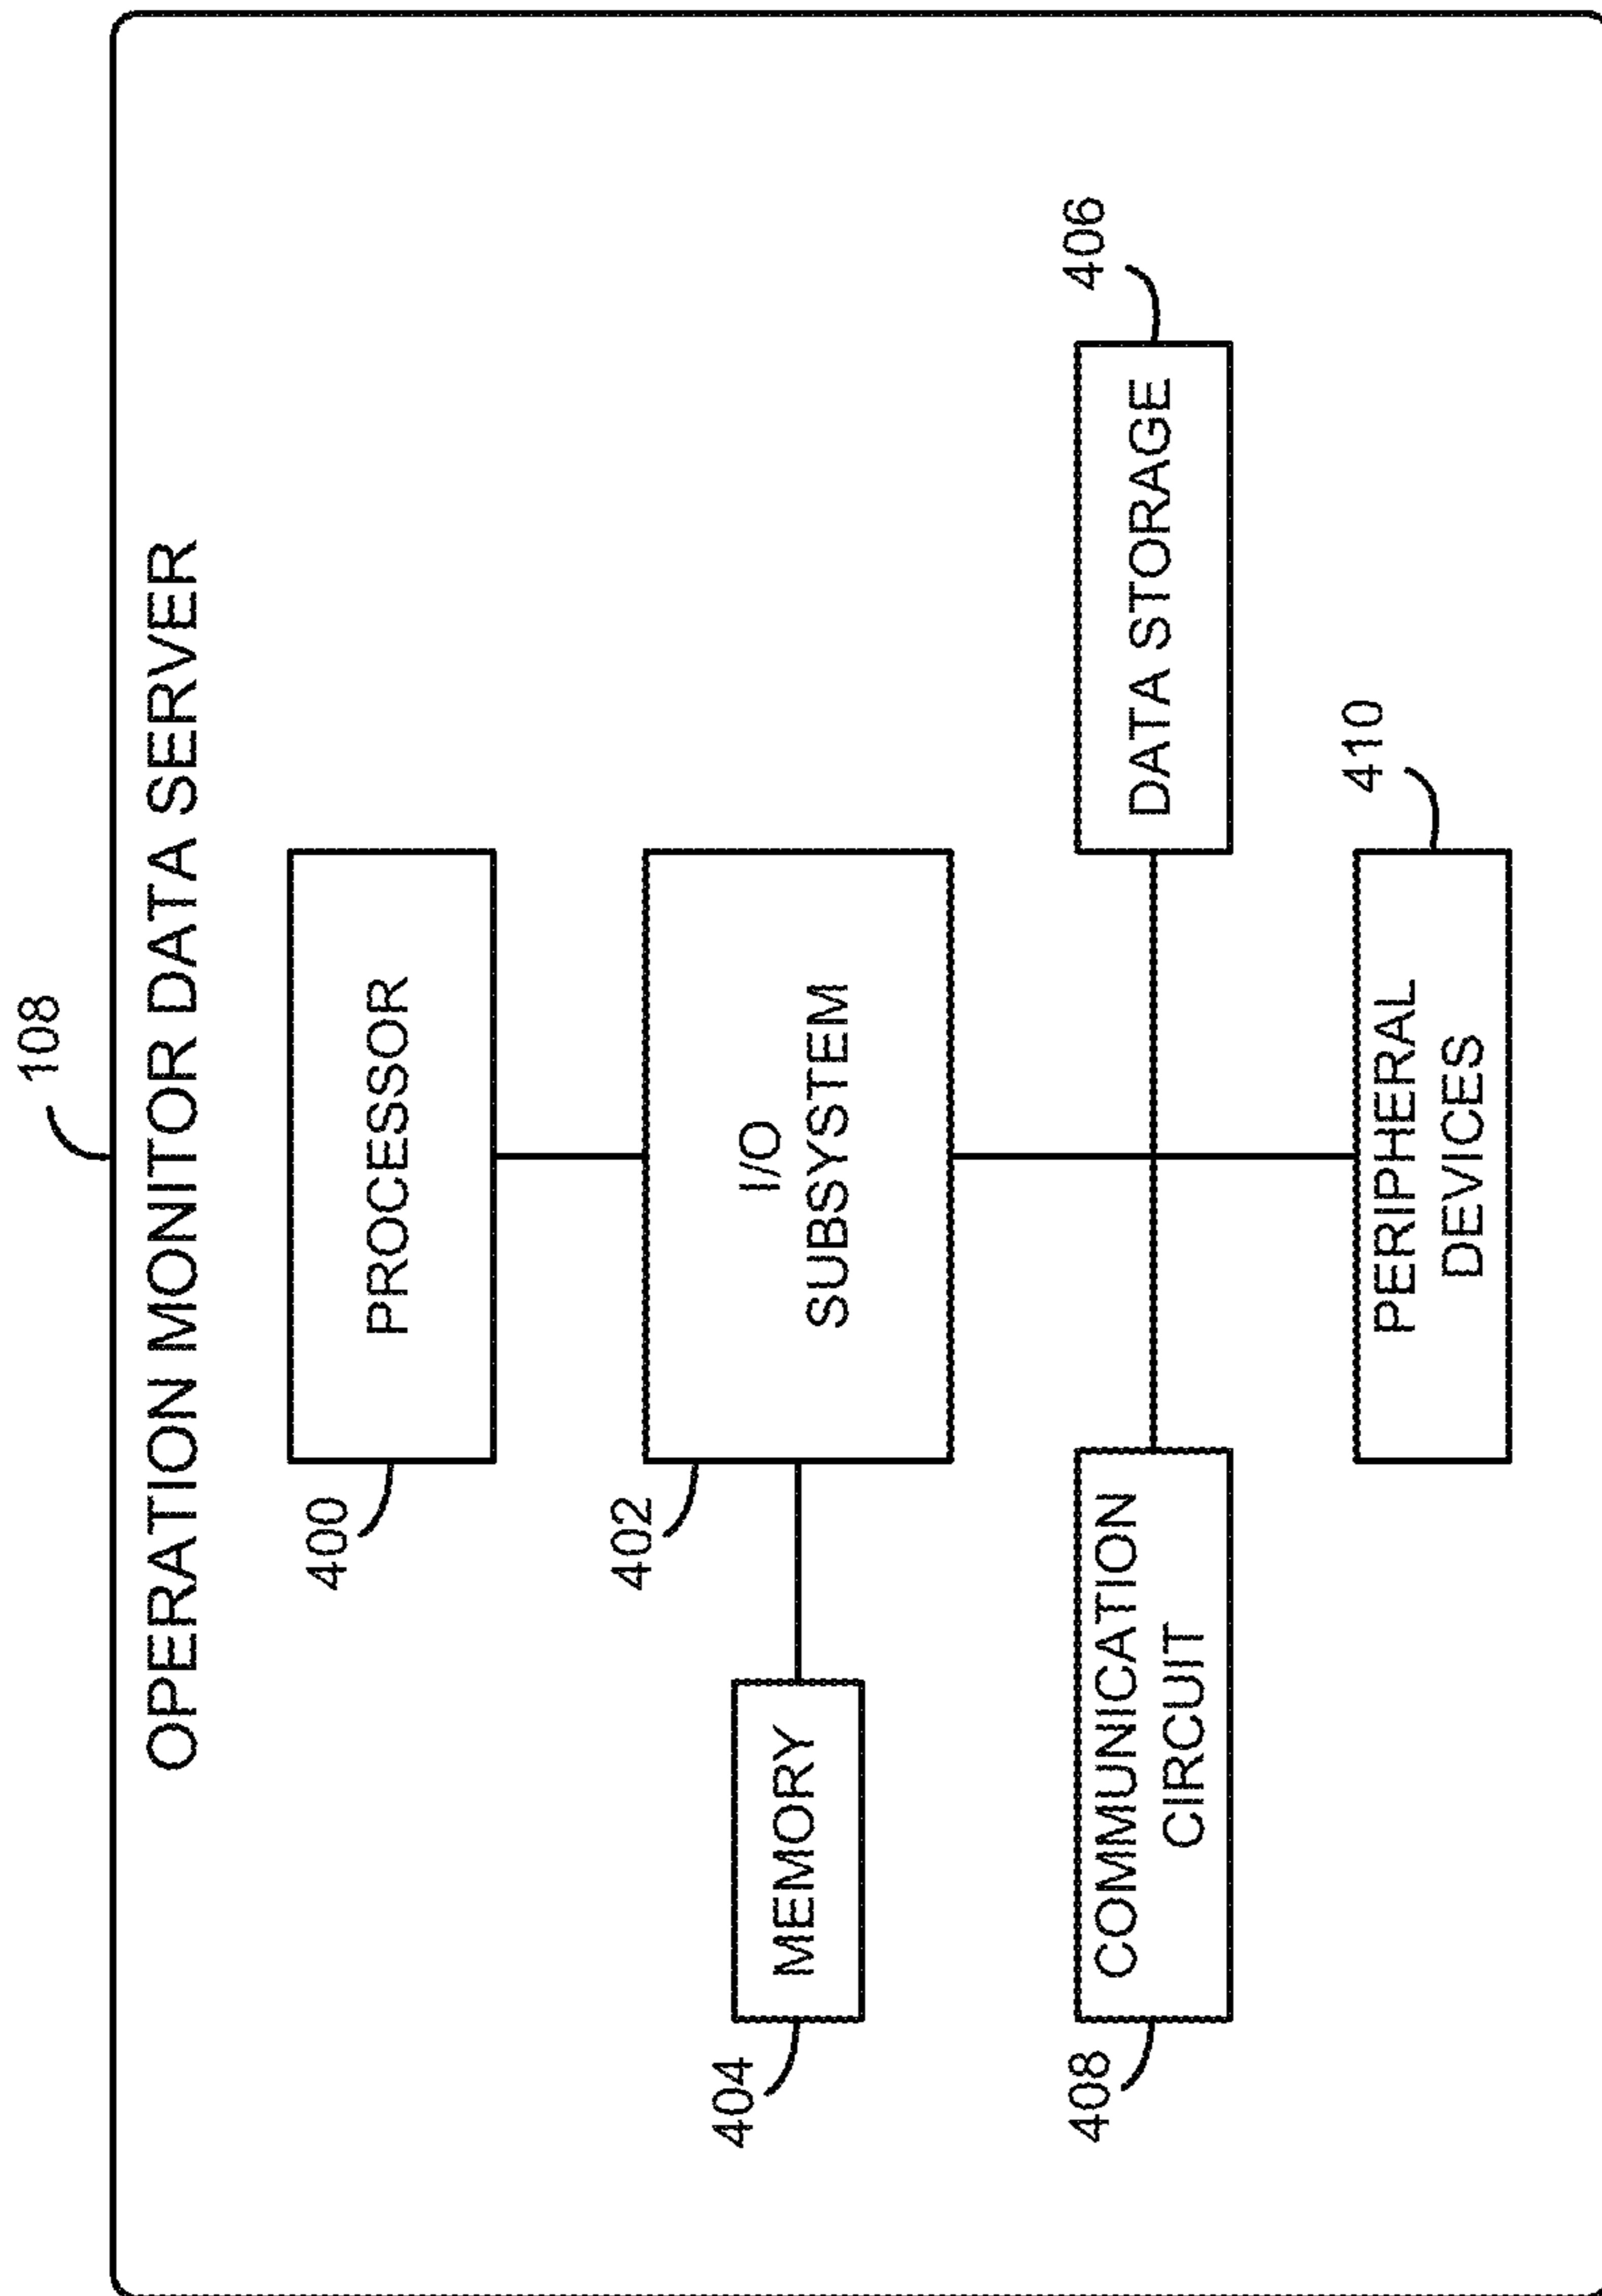 108
OPERATION MONITOR DATA SERVER
400
PROCESSOR
402
I/O
SUBSYSTEM
404
MEMORY
406
DATA STORAGE
408
COMMUNICATION
CIRCUIT
410
PERIPHERAL
DEVICES